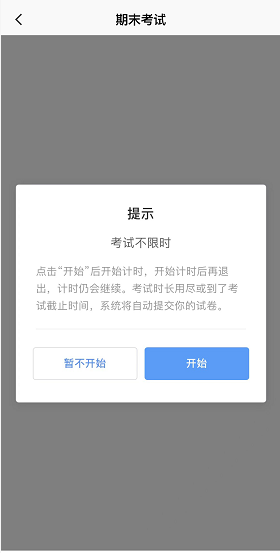 期末考试
提示
考试不限时
点击“开始”后开始计时，开始计时后再退
出，计时仍会继续。考试时长用尽或到了考
试截止时间，系统将自动提交你的试卷。
暂不开始
开始